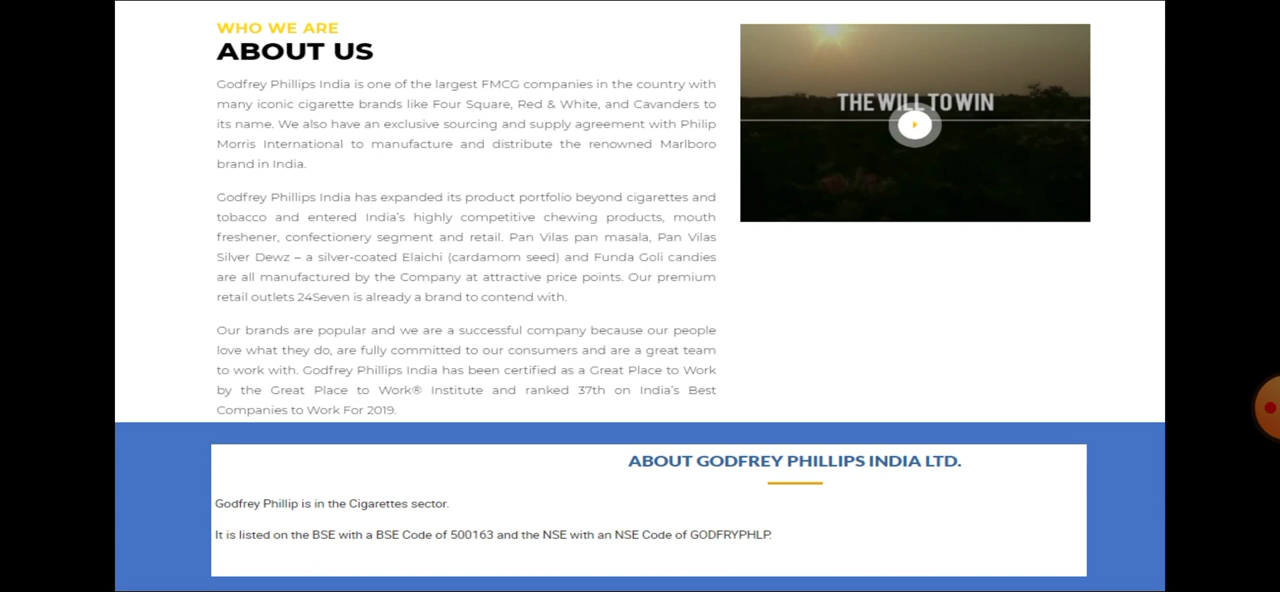 WHO WE ARE
ABOUT US
Godfrey Phillips India is one of the largest FMCG companies in the country with
many iconic cigarette brands like Four Square, Red & White, and Cavanders to
its name. We also have an exclusive sourcing and supply agreement with Philip
Morris International to manufacture and distribute the renowned Marlboro
brand in India.
Godfrey Phillips India has expanded its product portfolio beyond cigarettes and
tobacco and entered India's highly competitive chewing products, mouth
freshener, confectionery segment and retail. Pan Vilas pan masala, Pan Vilas
Silver Dewz – a silver-coated Elaichi (cardamom seed) and Funda Goli candies
are all manufactured by the Company at attractive price points. Our premium
retail outlets 24Seven is already a brand to contend with.
Our brands are popular and we are a successful company because our people
love what they do, are fully committed to our consumers and are a great team
to work with. Godfrey Phillips India has been certified as a Great Place to Work
by the Great Place to Work® Institute and ranked 37th on India's Best
Companies to Work For 2019.
THE WILL TO WIN
ABOUT GODFREY PHILLIPS INDIA LTD.
Godfrey Phillip is in the Cigarettes sector.
It is listed on the BSE with a BSE Code of 500163 and the NSE with an NSE Code of GODFRYPHLP.